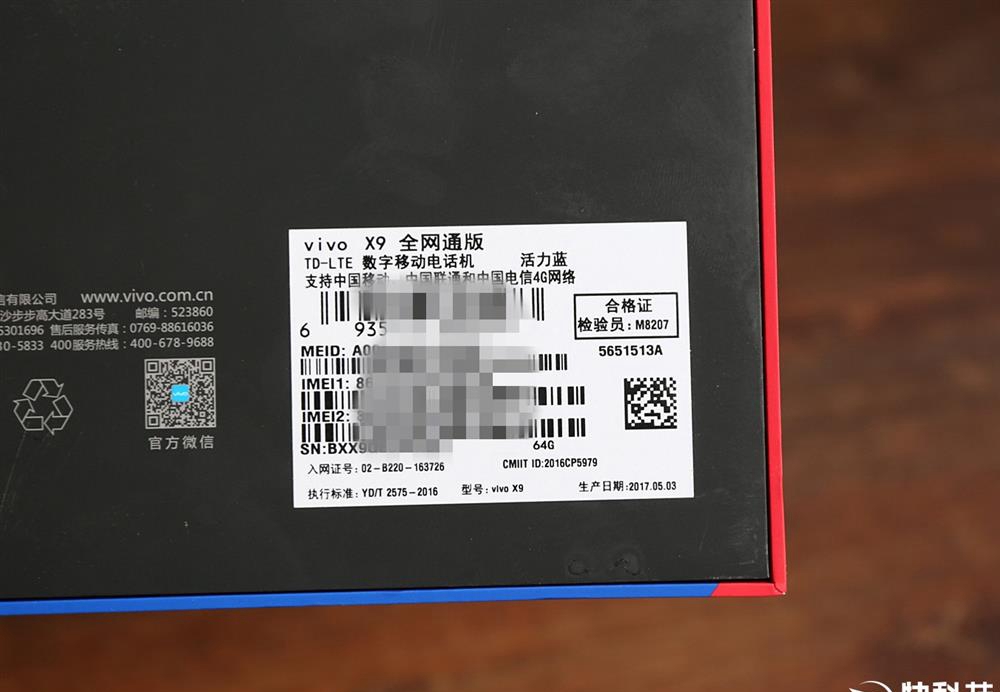 信有限公司 www.vivo.com.cn
沙步步高大道283号 邮编：523860
5301696 售后服务传真：0769-88616036
30-5833 400服务热线：400-678-9688
vivo
官方微信
vivo X9 全网通版
TD-LTE 数字移动电话机 活力蓝
支持中国移动、中国联通和中国电信4G网络
6 935
合格证
检验员：M8207
5651513A
MEID: A00
IMEI1: 86
IMEI2:
SN:BXX9
64G
入网证号：02-B220-163726 CMIIT ID:2016CP5979
执行标准：YD/T 2575-2016 型号：vivo X9 生产日期:2017.05.03
快科技